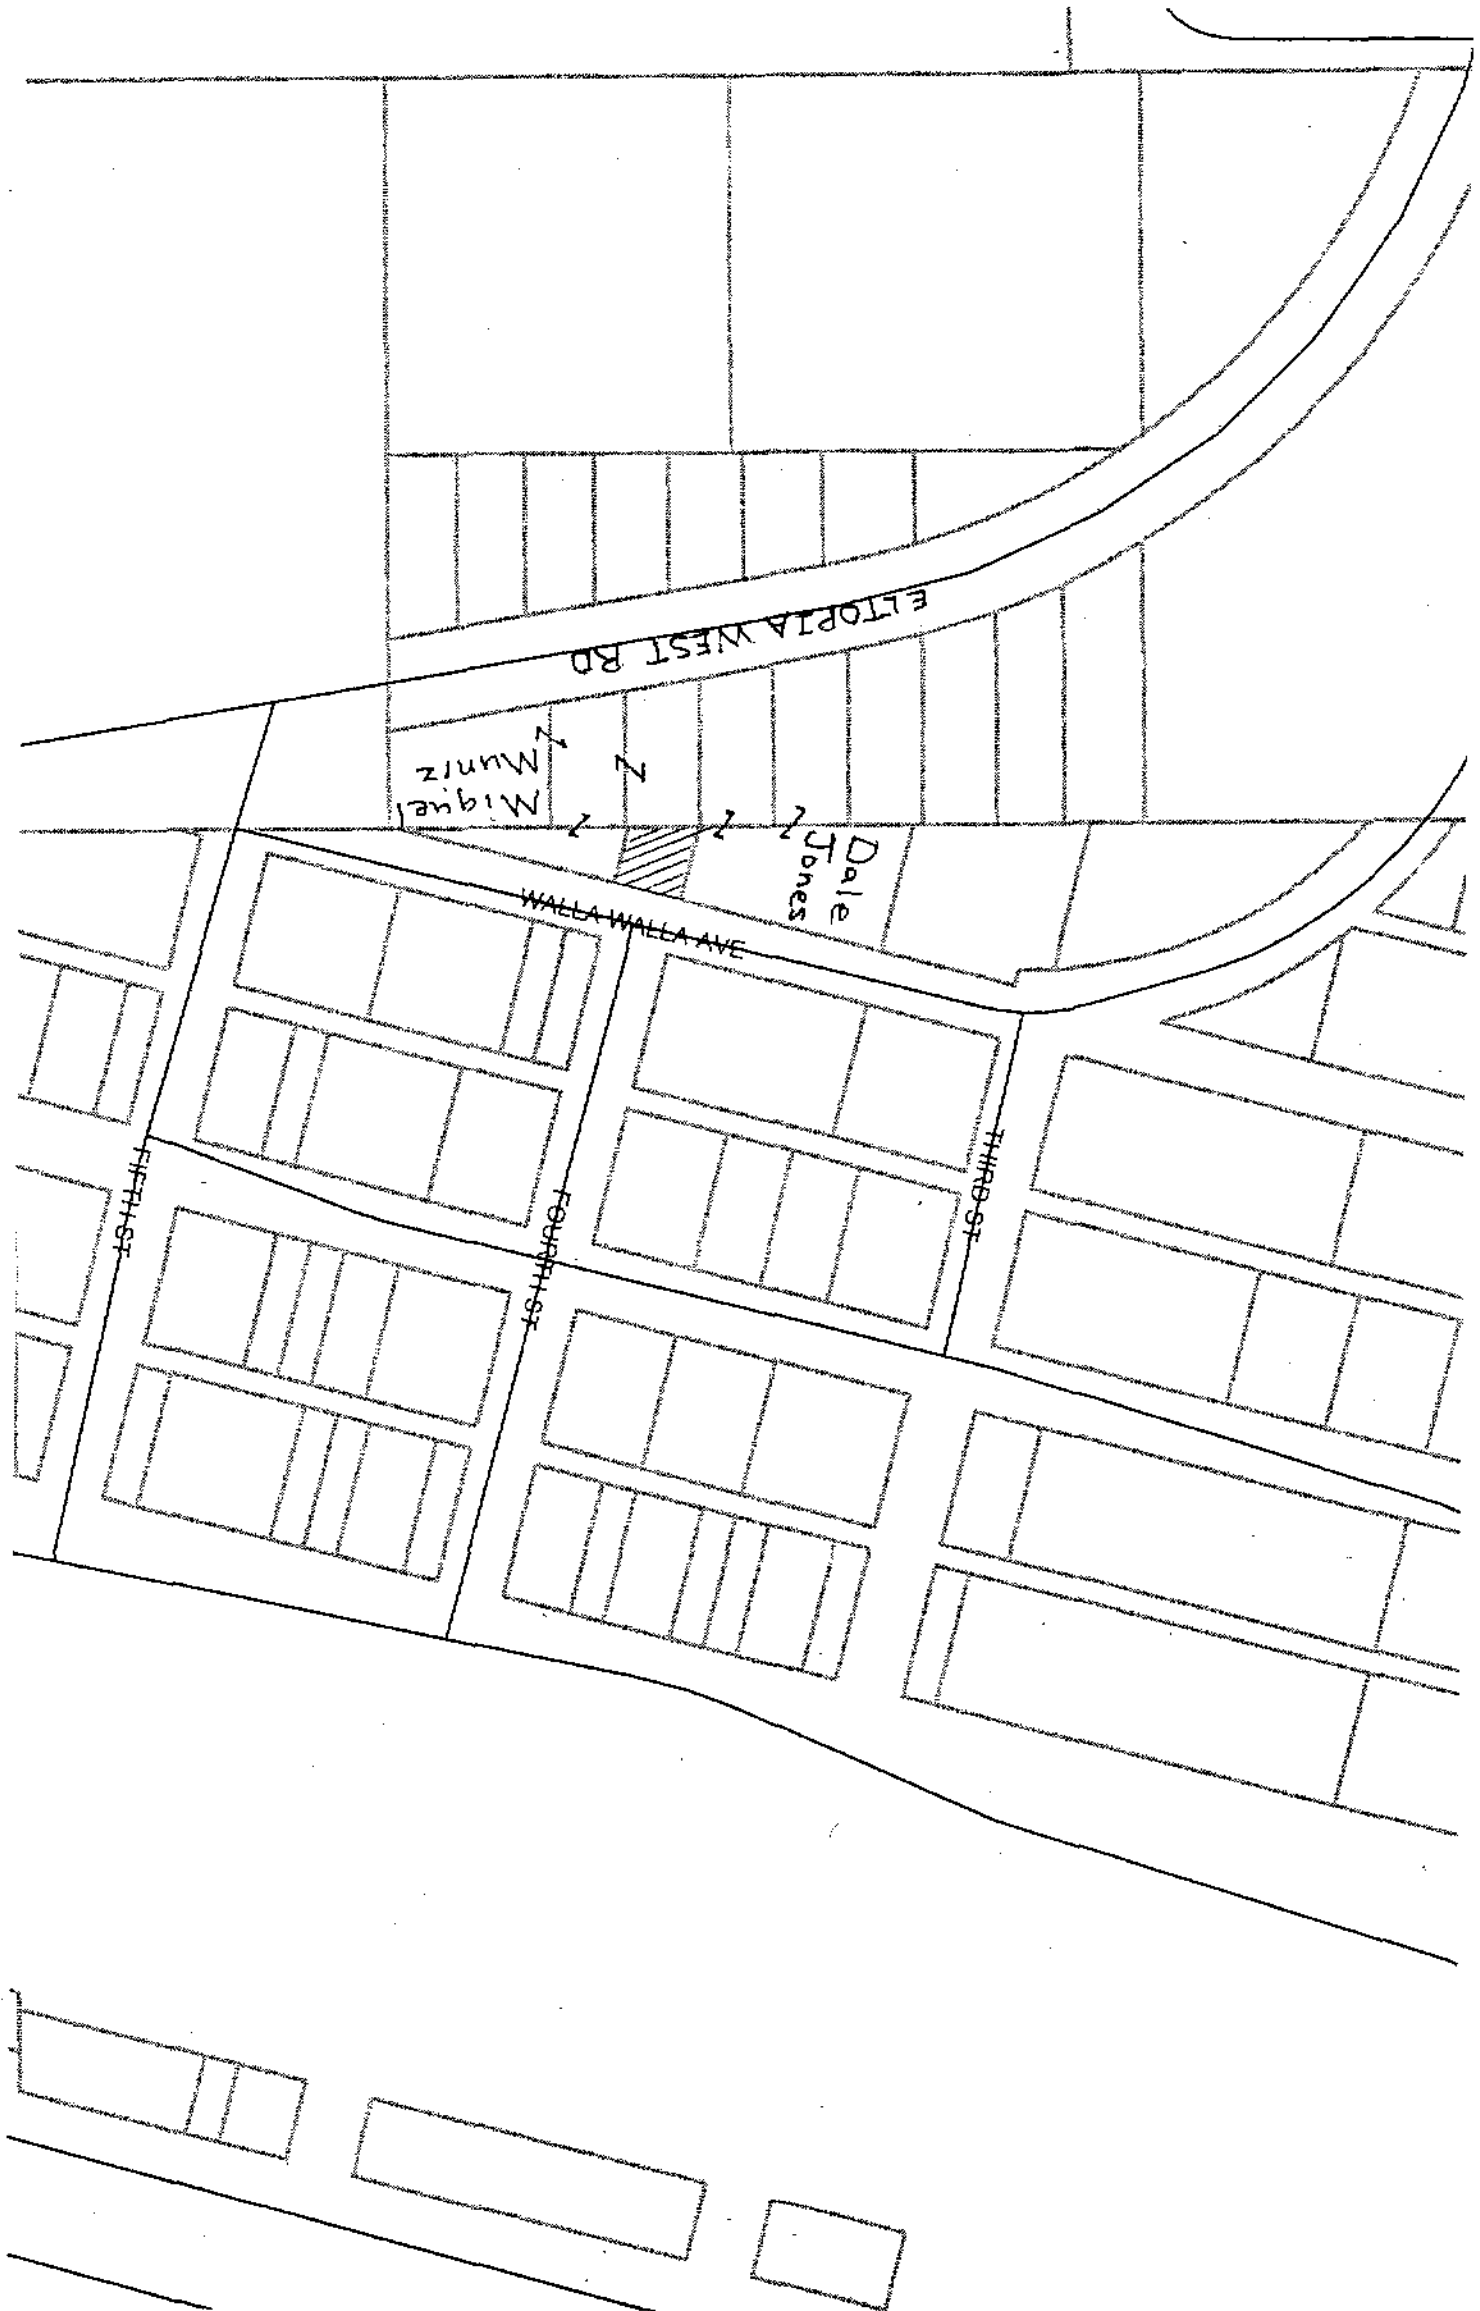 ELTOPIA WEST RD
Miguel
Muniz
Dale
Jones
WALLA WALLA AVE
FIFTH ST
FOURTH ST
THIRD ST